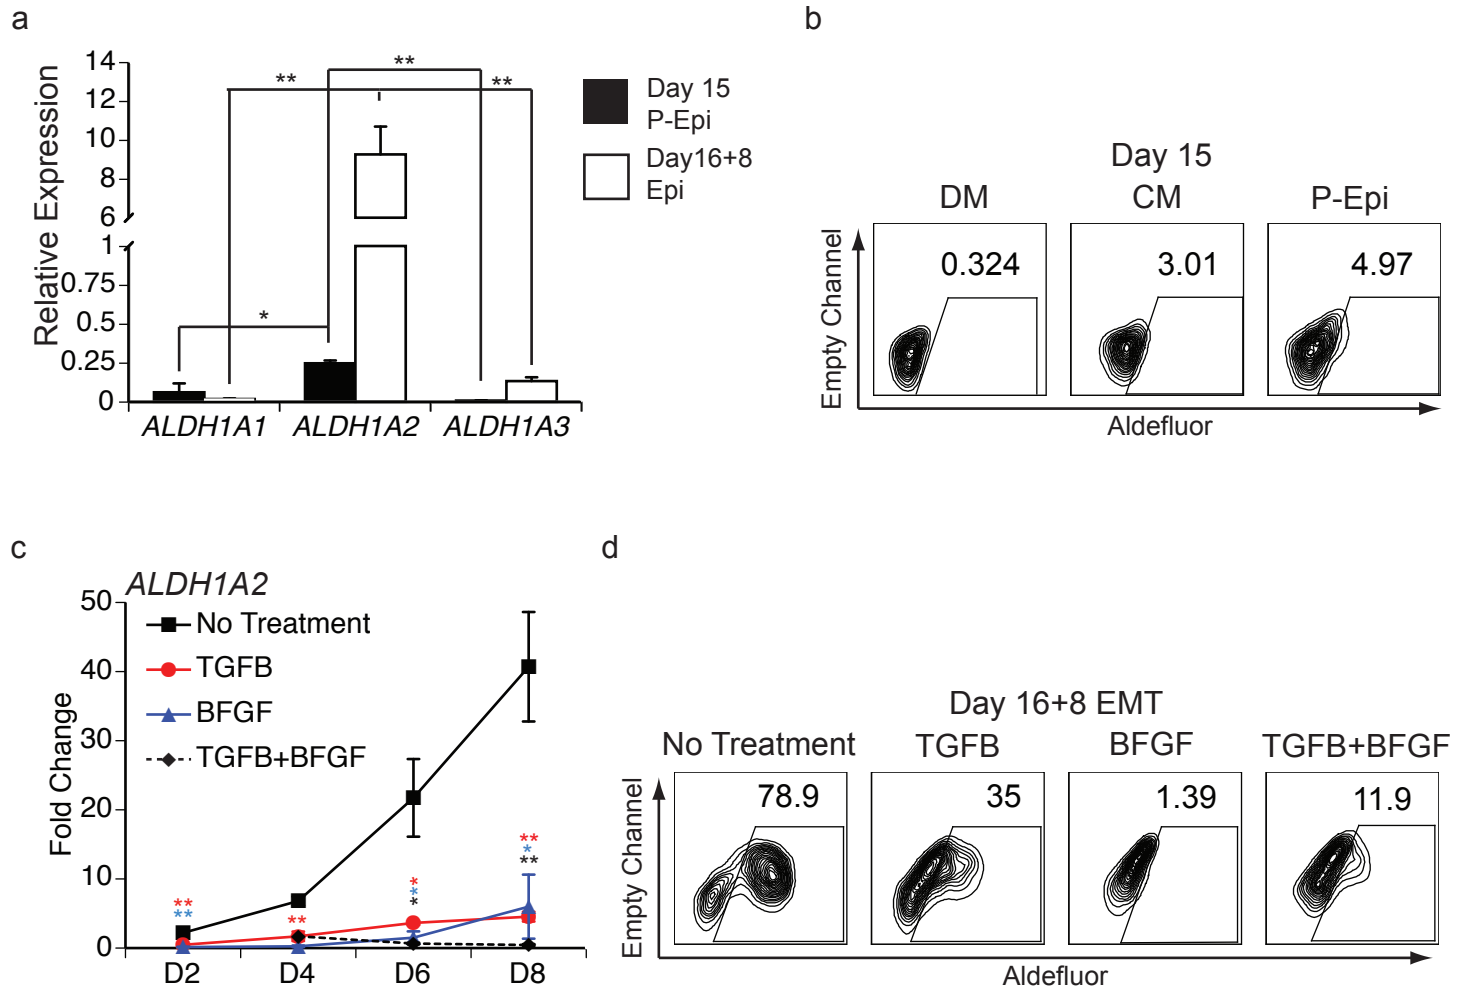 a
Relative Expression
14
12
10
8
6
1
0.75
0.5
0.25
0
**
**
**
*
ALDH1A1
ALDH1A2
ALDH1A3
Day 15
P-Epi
Day16+8
Epi
b
Day 15
DM
CM
P-Epi
0.324
3.01
4.97
Empty Channel
Aldefluor
c
ALDH1A2
Fold Change
50
40
30
20
10
0
No Treatment
TGFB
BFGF
TGFB+BFGF
**
**
**
*
*
*
**
*
**
D2
D4
D6
D8
d
Day 16+8 EMT
No Treatment
TGFB
BFGF
TGFB+BFGF
78.9
35
1.39
11.9
Empty Channel
Aldefluor